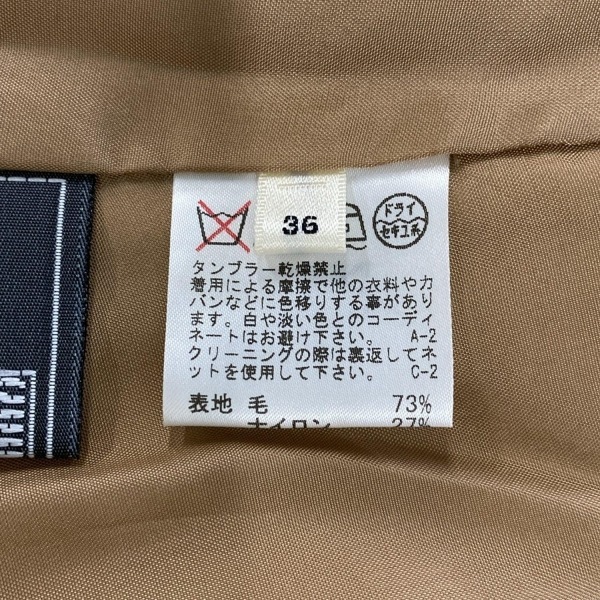 36
ドライ
セキユ系
タンブラー乾燥禁止
着用による摩擦で他の衣料やカ
バンなどに色移りする事があり
ます。白や淡い色とのコーディ
ネートはお避け下さい。 A-2
クリーニングの際は裏返してネ
ットを使用して下さい。 C-2
表地 毛 73%
ナイロン 27%